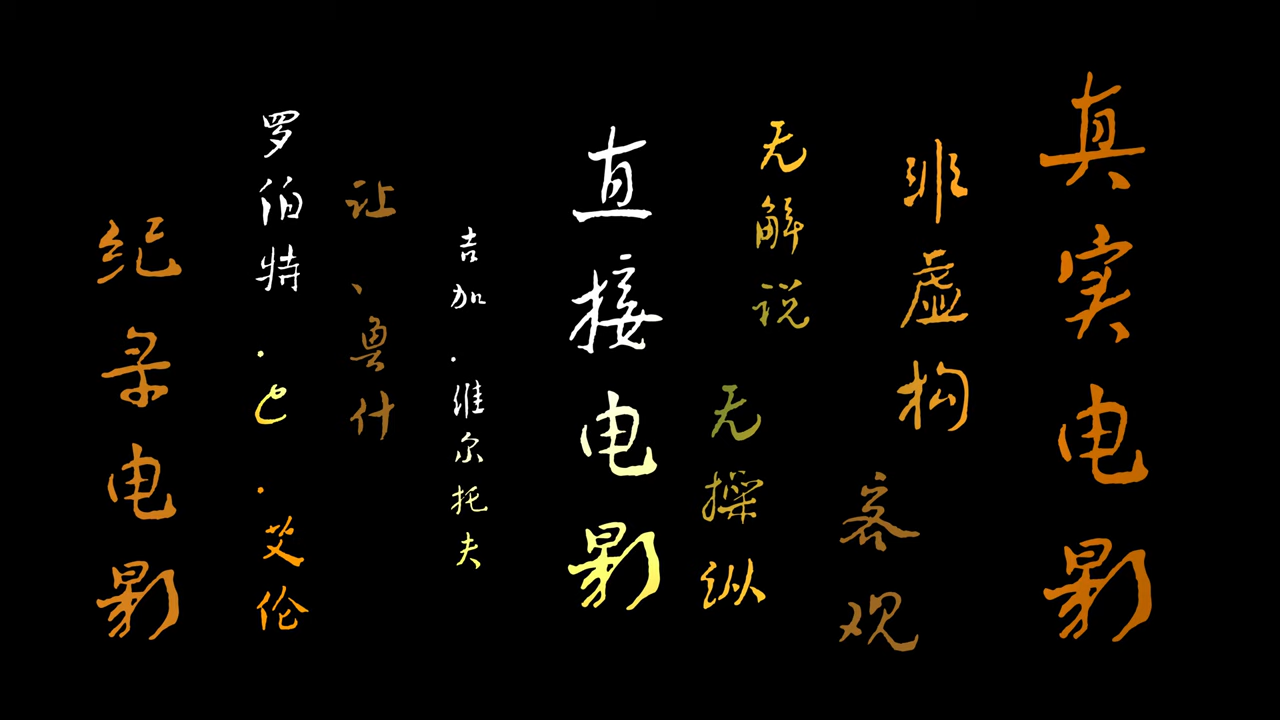 真实电影
非虚构
客观
无解说
无操纵
直接电影
吉加·维尔托夫
让、鲁什
罗伯特·C·艾伦
纪录电影